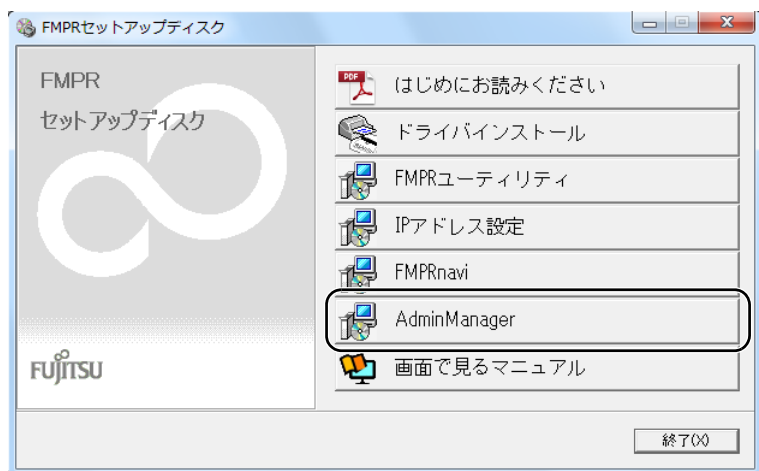 FMPRセットアップディスク
FMPR
セットアップディスク
PDF
はじめにお読みください
ドライバインストール
FMPRユーティリティ
IPアドレス設定
FMPRnavi
AdminManager
画面で見るマニュアル
FUJITSU
終了(X)